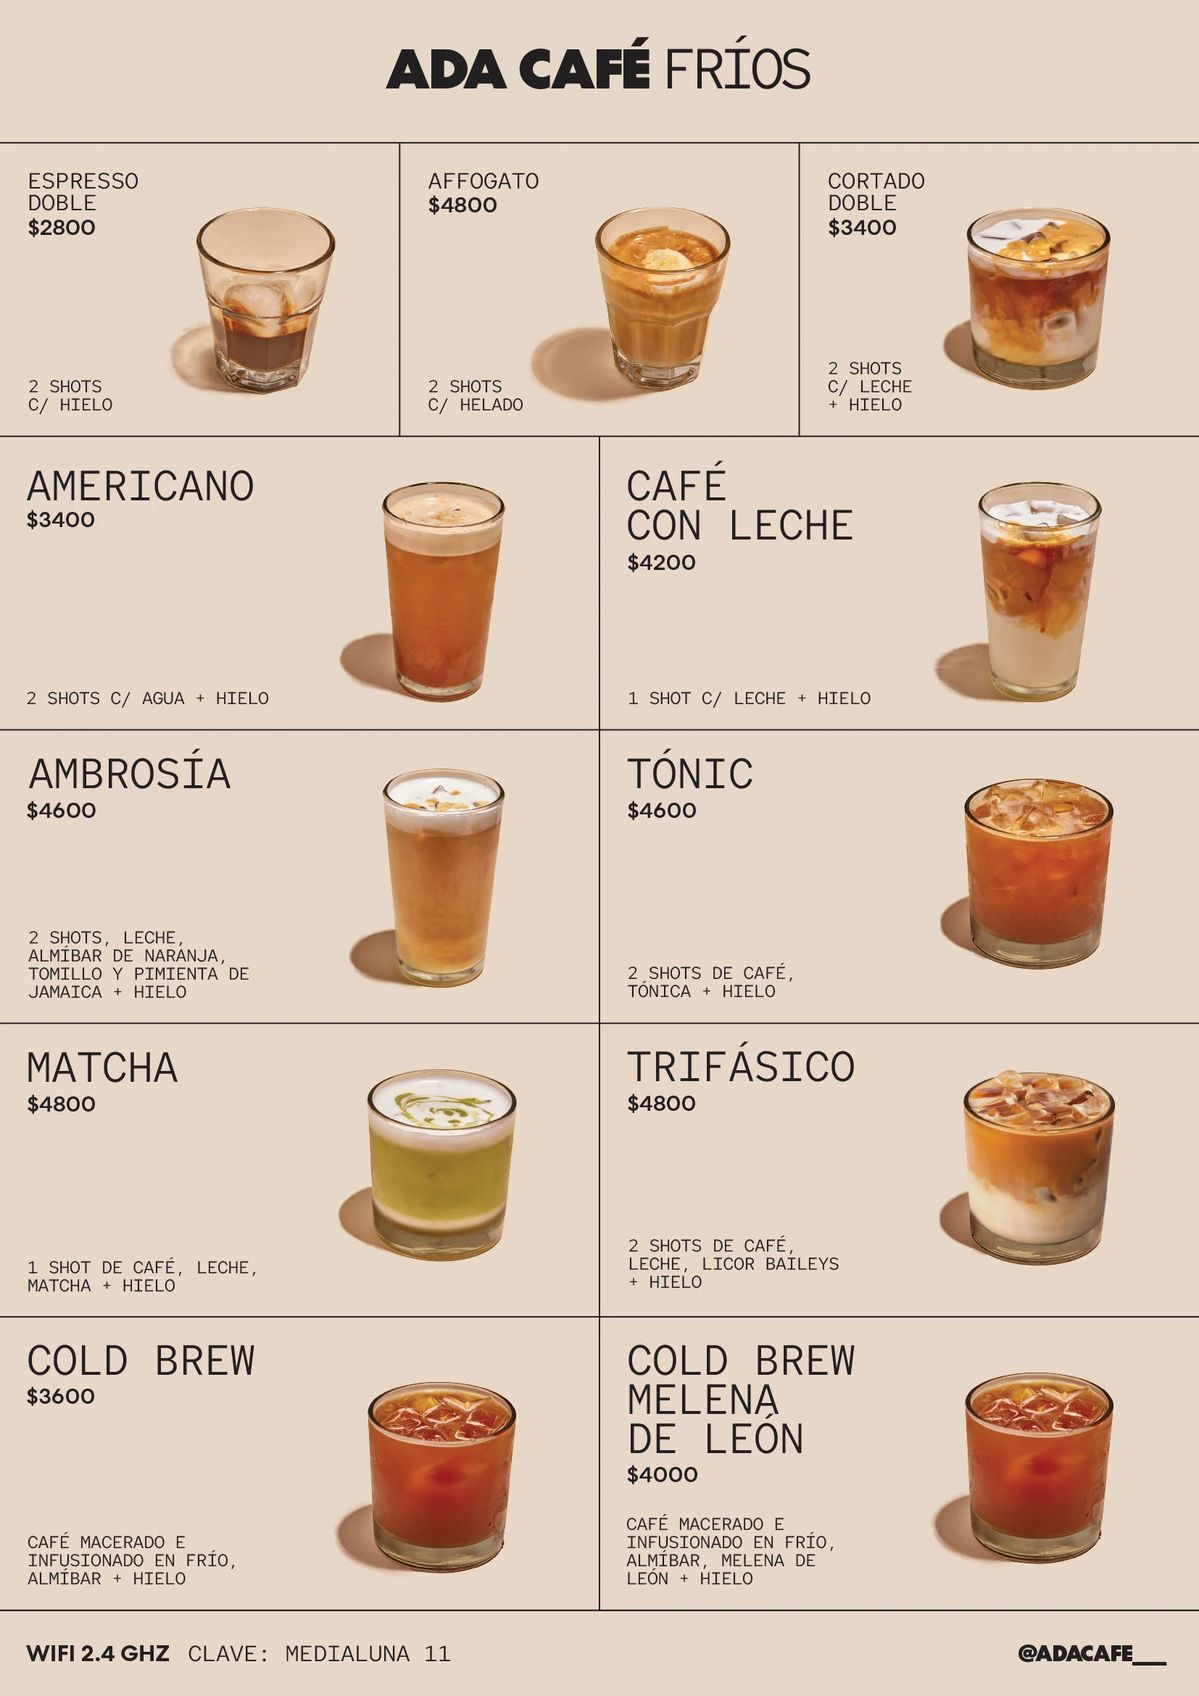 ADA CAFÉ FRÍOS
ESPRESSO
DOBLE
$2800
2 SHOTS
C/ HIELO
AFFOGATO
$4800
2 SHOTS
C/ HELADO
CORTADO
DOBLE
$3400
2 SHOTS
C/ LECHE
+ HIELO
AMERICANO
$3400
2 SHOTS C/ AGUA + HIELO
CAFÉ
CON LECHE
$4200
1 SHOT C/ LECHE + HIELO
AMBROSÍA
$4600
2 SHOTS, LECHE,
ALMÍBAR DE NARANJA,
TOMILLO Y PIMIENTA DE
JAMAICA + HIELO
TÓNIC
$4600
2 SHOTS DE CAFÉ,
TÓNICA + HIELO
MATCHA
$4800
1 SHOT DE CAFÉ, LECHE,
MATCHA + HIELO
TRIFÁSICO
$4800
2 SHOTS DE CAFÉ,
LECHE, LICOR BAILEYS
+ HIELO
COLD BREW
$3600
CAFÉ MACERADO E
INFUSIONADO EN FRÍO,
ALMÍBAR + HIELO
COLD BREW
MELENA
DE LEÓN
$4000
CAFÉ MACERADO E
INFUSIONADO EN FRÍO,
ALMÍBAR, MELENA DE
LEÓN + HIELO
WIFI 2.4 GHZ CLAVE: MEDIALUNA 11
@ADACAFE__